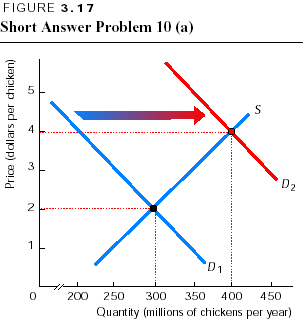 FIGURE 3.17
Short Answer Problem 10 (a)
Price (dollars per chicken)
5
4
4
3
2
1
0
S
D2
D1
200 250 300 350 400 450
Quantity (millions of chickens per year)